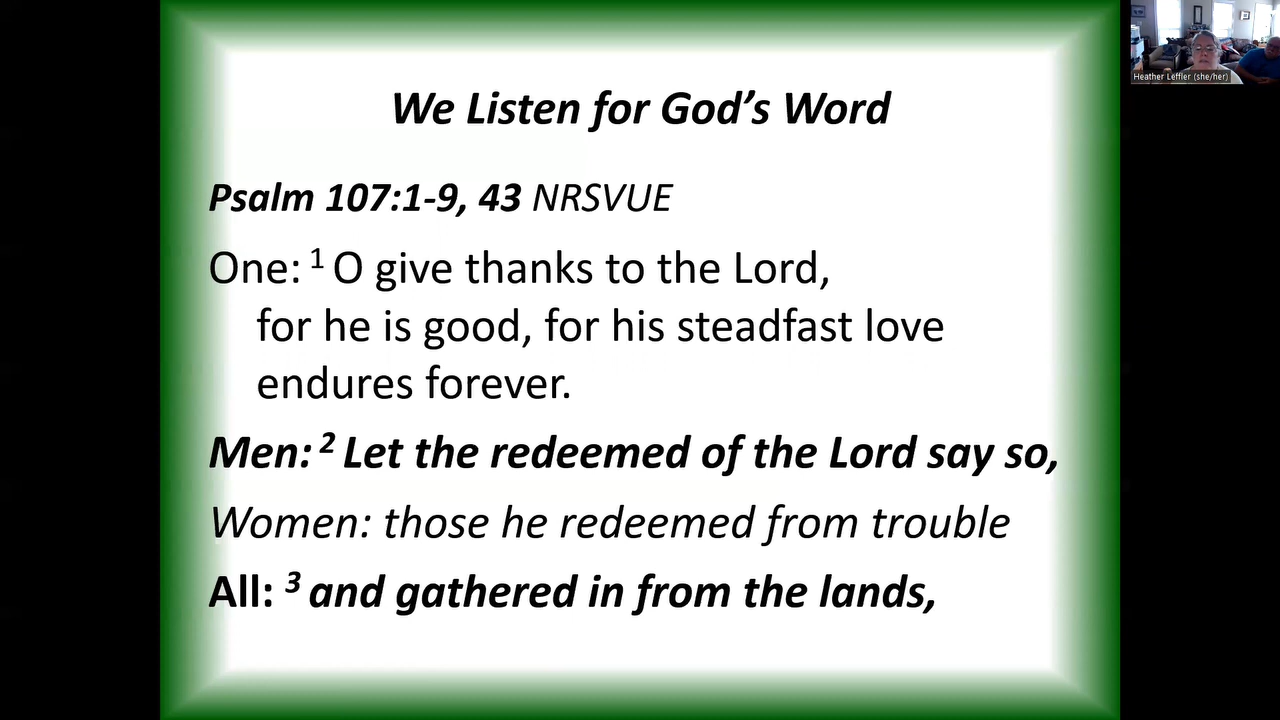 We Listen for God’s Word
Psalm 107:1-9, 43 NRSVUE
One: ¹ O give thanks to the Lord,
for he is good, for his steadfast love
endures forever.
Men: ² Let the redeemed of the Lord say so,
Women: those he redeemed from trouble
All: ³ and gathered in from the lands,
Heather Leffler (she/her)